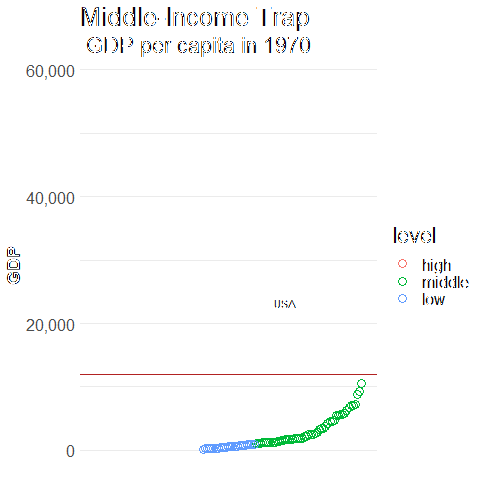 Middle-Income Trap
GDP per capita in 1970
60,000
40,000
20,000
0
GDP
USA
level
high
middle
low